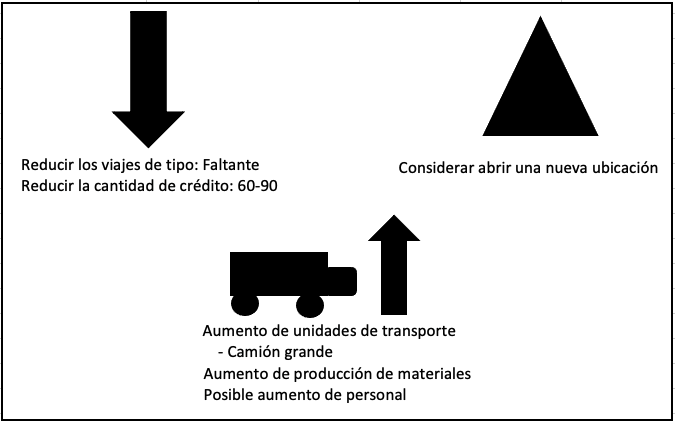 Reducir los viajes de tipo: Faltante
Reducir la cantidad de crédito: 60-90
Considerar abrir una nueva ubicación
Aumento de unidades de transporte
- Camión grande
Aumento de producción de materiales
Posible aumento de personal